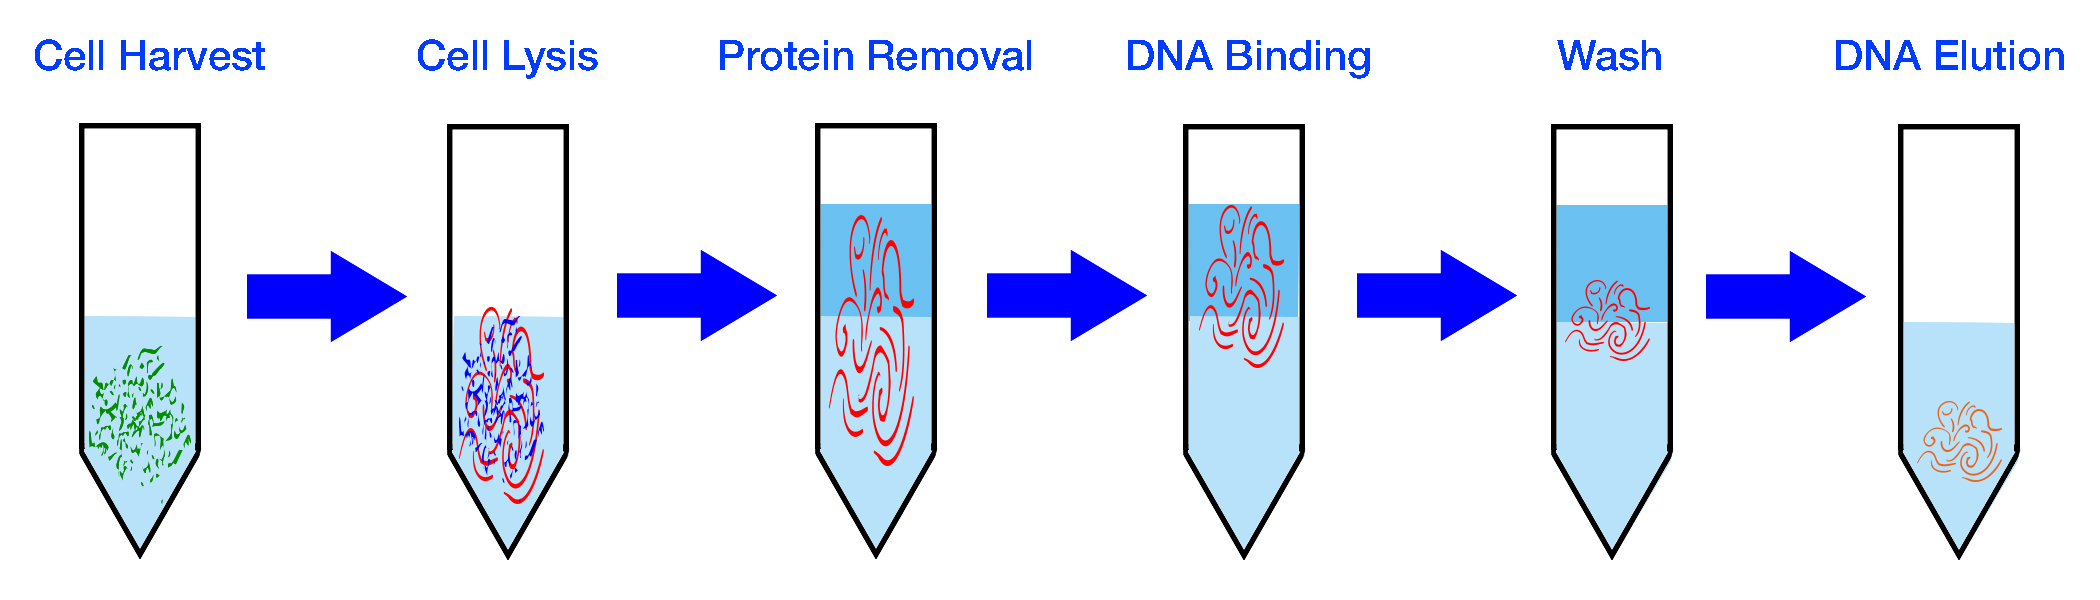 Cell Harvest
Cell Lysis
Protein Removal
DNA Binding
Wash
DNA Elution